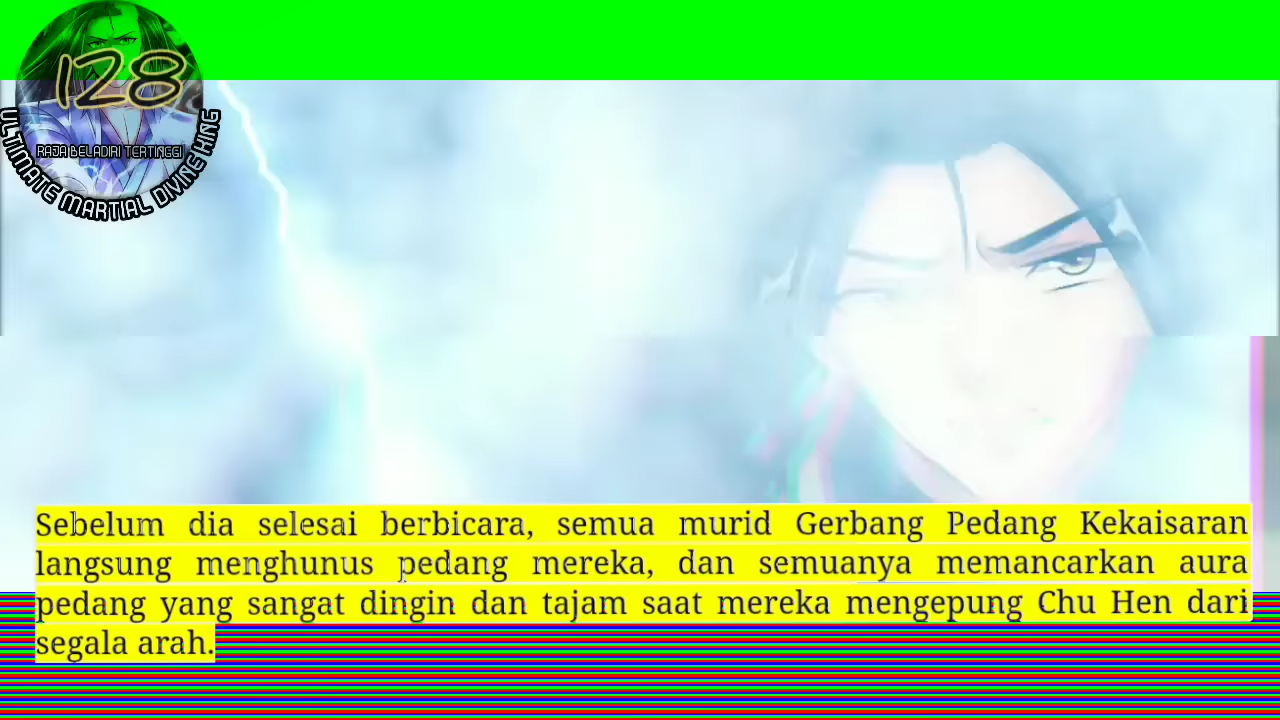 128
RAJA BELADIRI TERTINGGI
ULTIMATE MARTIAL DIVINE KING
Sebelum dia selesai berbicara, semua murid Gerbang Pedang Kekaisaran
langsung menghunus pedang mereka, dan semuanya memancarkan aura
pedang yang sangat dingin dan tajam saat mereka mengepung Chu Hen dari
segala arah.